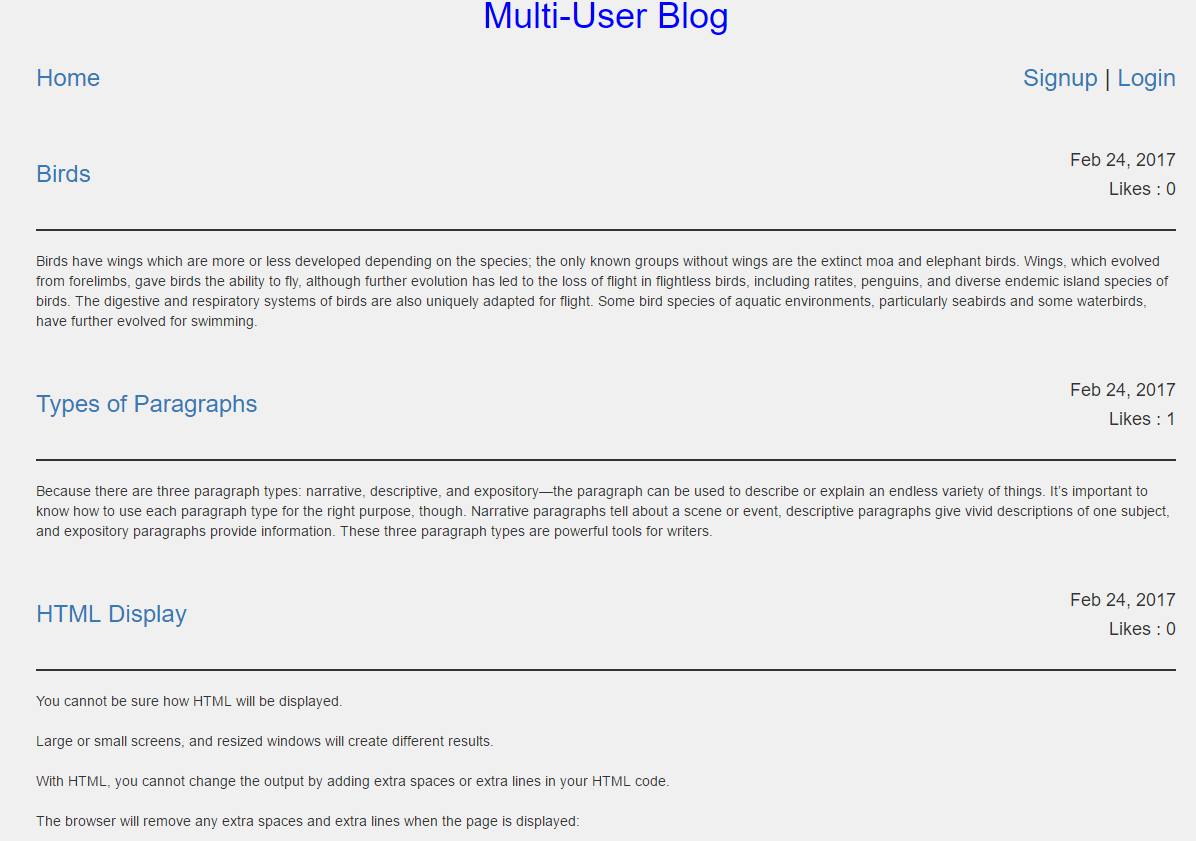 Multi-User Blog
Home
Signup | Login
Birds
Feb 24, 2017
Likes : 0
Birds have wings which are more or less developed depending on the species; the only known groups without wings are the extinct moa and elephant birds. Wings, which evolved
from forelimbs, gave birds the ability to fly, although further evolution has led to the loss of flight in flightless birds, including ratites, penguins, and diverse endemic island species of
birds. The digestive and respiratory systems of birds are also uniquely adapted for flight. Some bird species of aquatic environments, particularly seabirds and some waterbirds,
have further evolved for swimming.
Types of Paragraphs
Feb 24, 2017
Likes : 1
Because there are three paragraph types: narrative, descriptive, and expository—the paragraph can be used to describe or explain an endless variety of things. It's important to
know how to use each paragraph type for the right purpose, though. Narrative paragraphs tell about a scene or event, descriptive paragraphs give vivid descriptions of one subject,
and expository paragraphs provide information. These three paragraph types are powerful tools for writers.
HTML Display
Feb 24, 2017
Likes : 0
You cannot be sure how HTML will be displayed.
Large or small screens, and resized windows will create different results.
With HTML, you cannot change the output by adding extra spaces or extra lines in your HTML code.
The browser will remove any extra spaces and extra lines when the page is displayed: